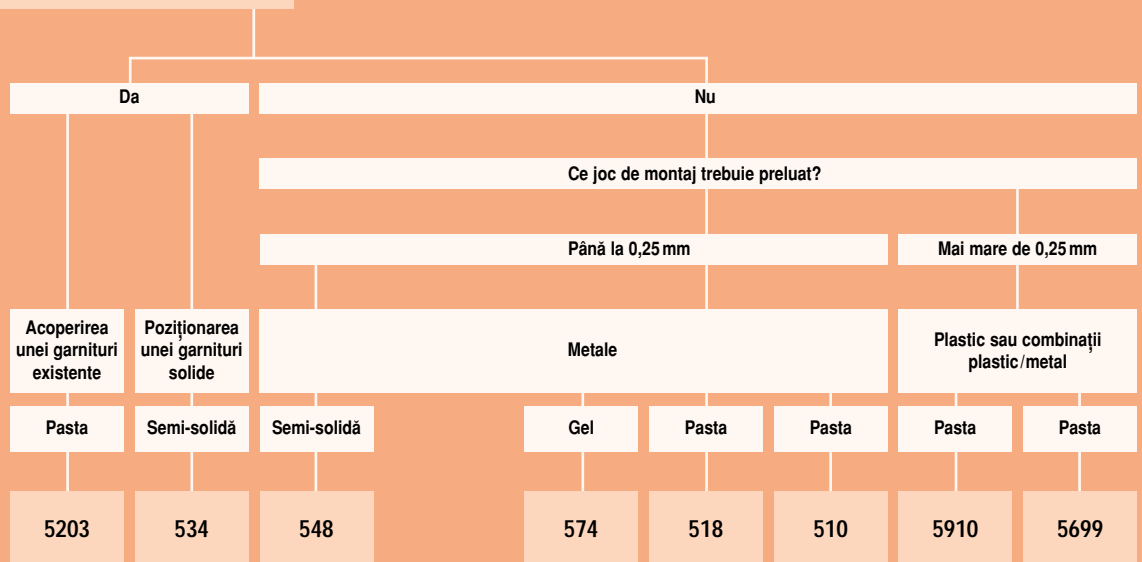 Da
Nu
Ce joc de montaj trebuie preluat?
Până la 0,25 mm
Mai mare de 0,25 mm
Acoperirea
unei garnituri
existente
Poziționarea
unei garnituri
solide
Metale
Plastic sau combinații
plastic/metal
Pasta
Semi-solidă
Semi-solidă
Gel
Pasta
Pasta
Pasta
Pasta
5203
534
548
574
518
510
5910
5699